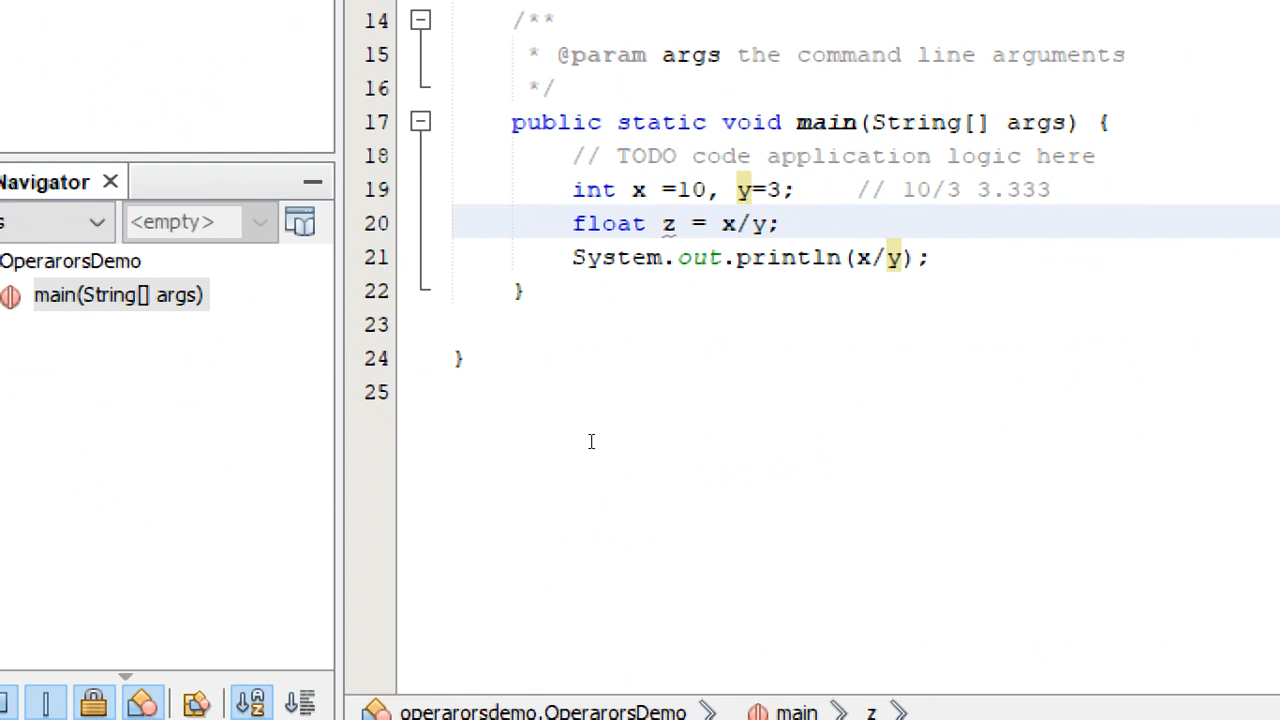 14 /**
15 * @param args the command line arguments
16 */
17 public static void main(String[] args) {
18 // TODO code application logic here
19 int x =10, y=3; // 10/3 3.333
20 float z = x/y;
21 System.out.println(x/y);
22 }
23
24 }
25
Navigator
s <empty>
OperarorsDemo
main(String[] args)
operarorsdemo.OperarorsDemo main z